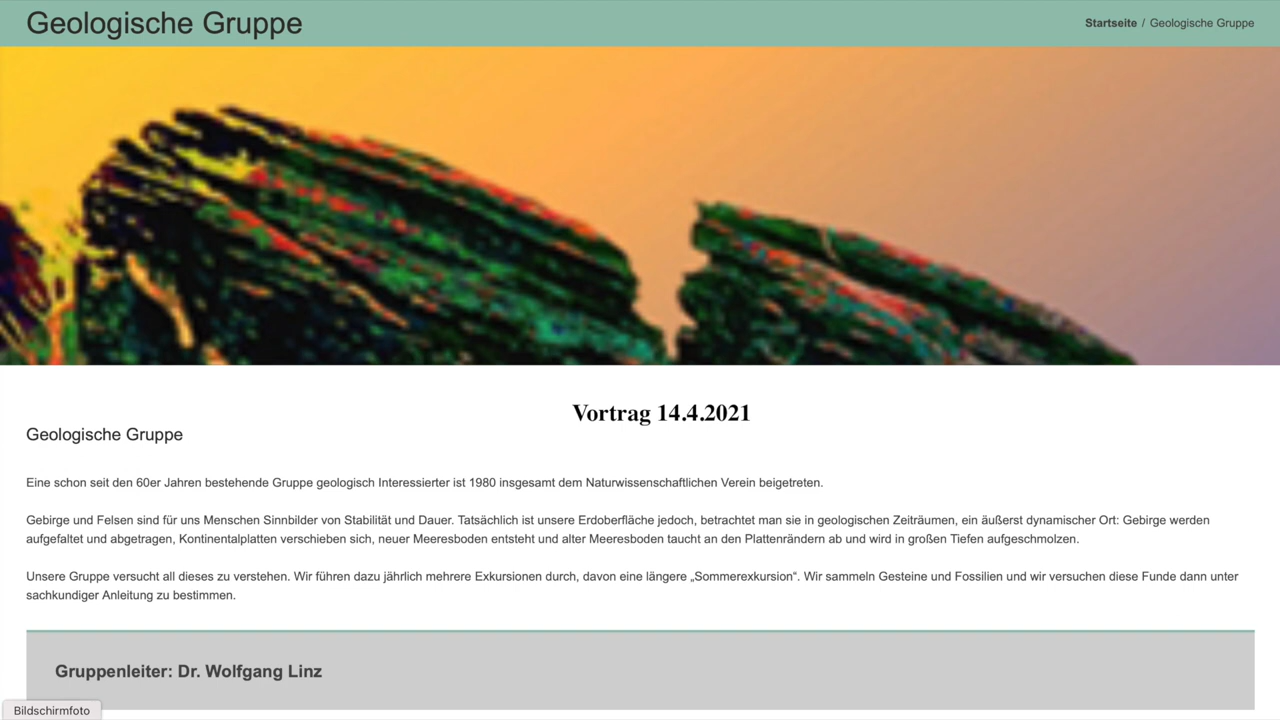 Geologische Gruppe
Startseite / Geologische Gruppe
Vortrag 14.4.2021
Geologische Gruppe
Eine schon seit den 60er Jahren bestehende Gruppe geologisch Interessierter ist 1980 insgesamt dem Naturwissenschaftlichen Verein beigetreten.
Gebirge und Felsen sind für uns Menschen Sinnbilder von Stabilität und Dauer. Tatsächlich ist unsere Erdoberfläche jedoch, betrachtet man sie in geologischen Zeiträumen, ein äußerst dynamischer Ort: Gebirge werden
aufgefaltet und abgetragen, Kontinentalplatten verschieben sich, neuer Meeresboden entsteht und alter Meeresboden taucht an den Plattenrändern ab und wird in großen Tiefen aufgeschmolzen.
Unsere Gruppe versucht all dieses zu verstehen. Wir führen dazu jährlich mehrere Exkursionen durch, davon eine längere „Sommerexkursion“. Wir sammeln Gesteine und Fossilien und wir versuchen diese Funde dann unter
sachkundiger Anleitung zu bestimmen.
Gruppenleiter: Dr. Wolfgang Linz
Bildschirmfoto